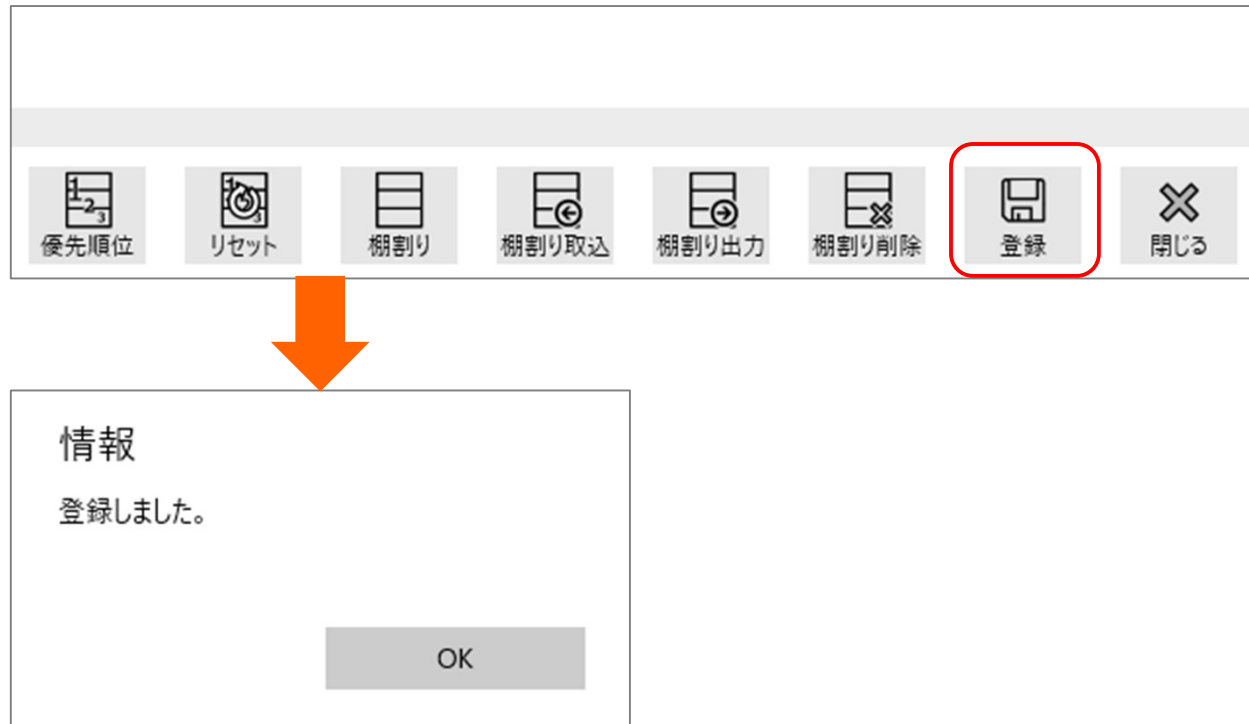 優先順位
リセット
棚割り
棚割り取込
棚割り出力
棚割り削除
登録
閉じる
情報
登録しました。
OK